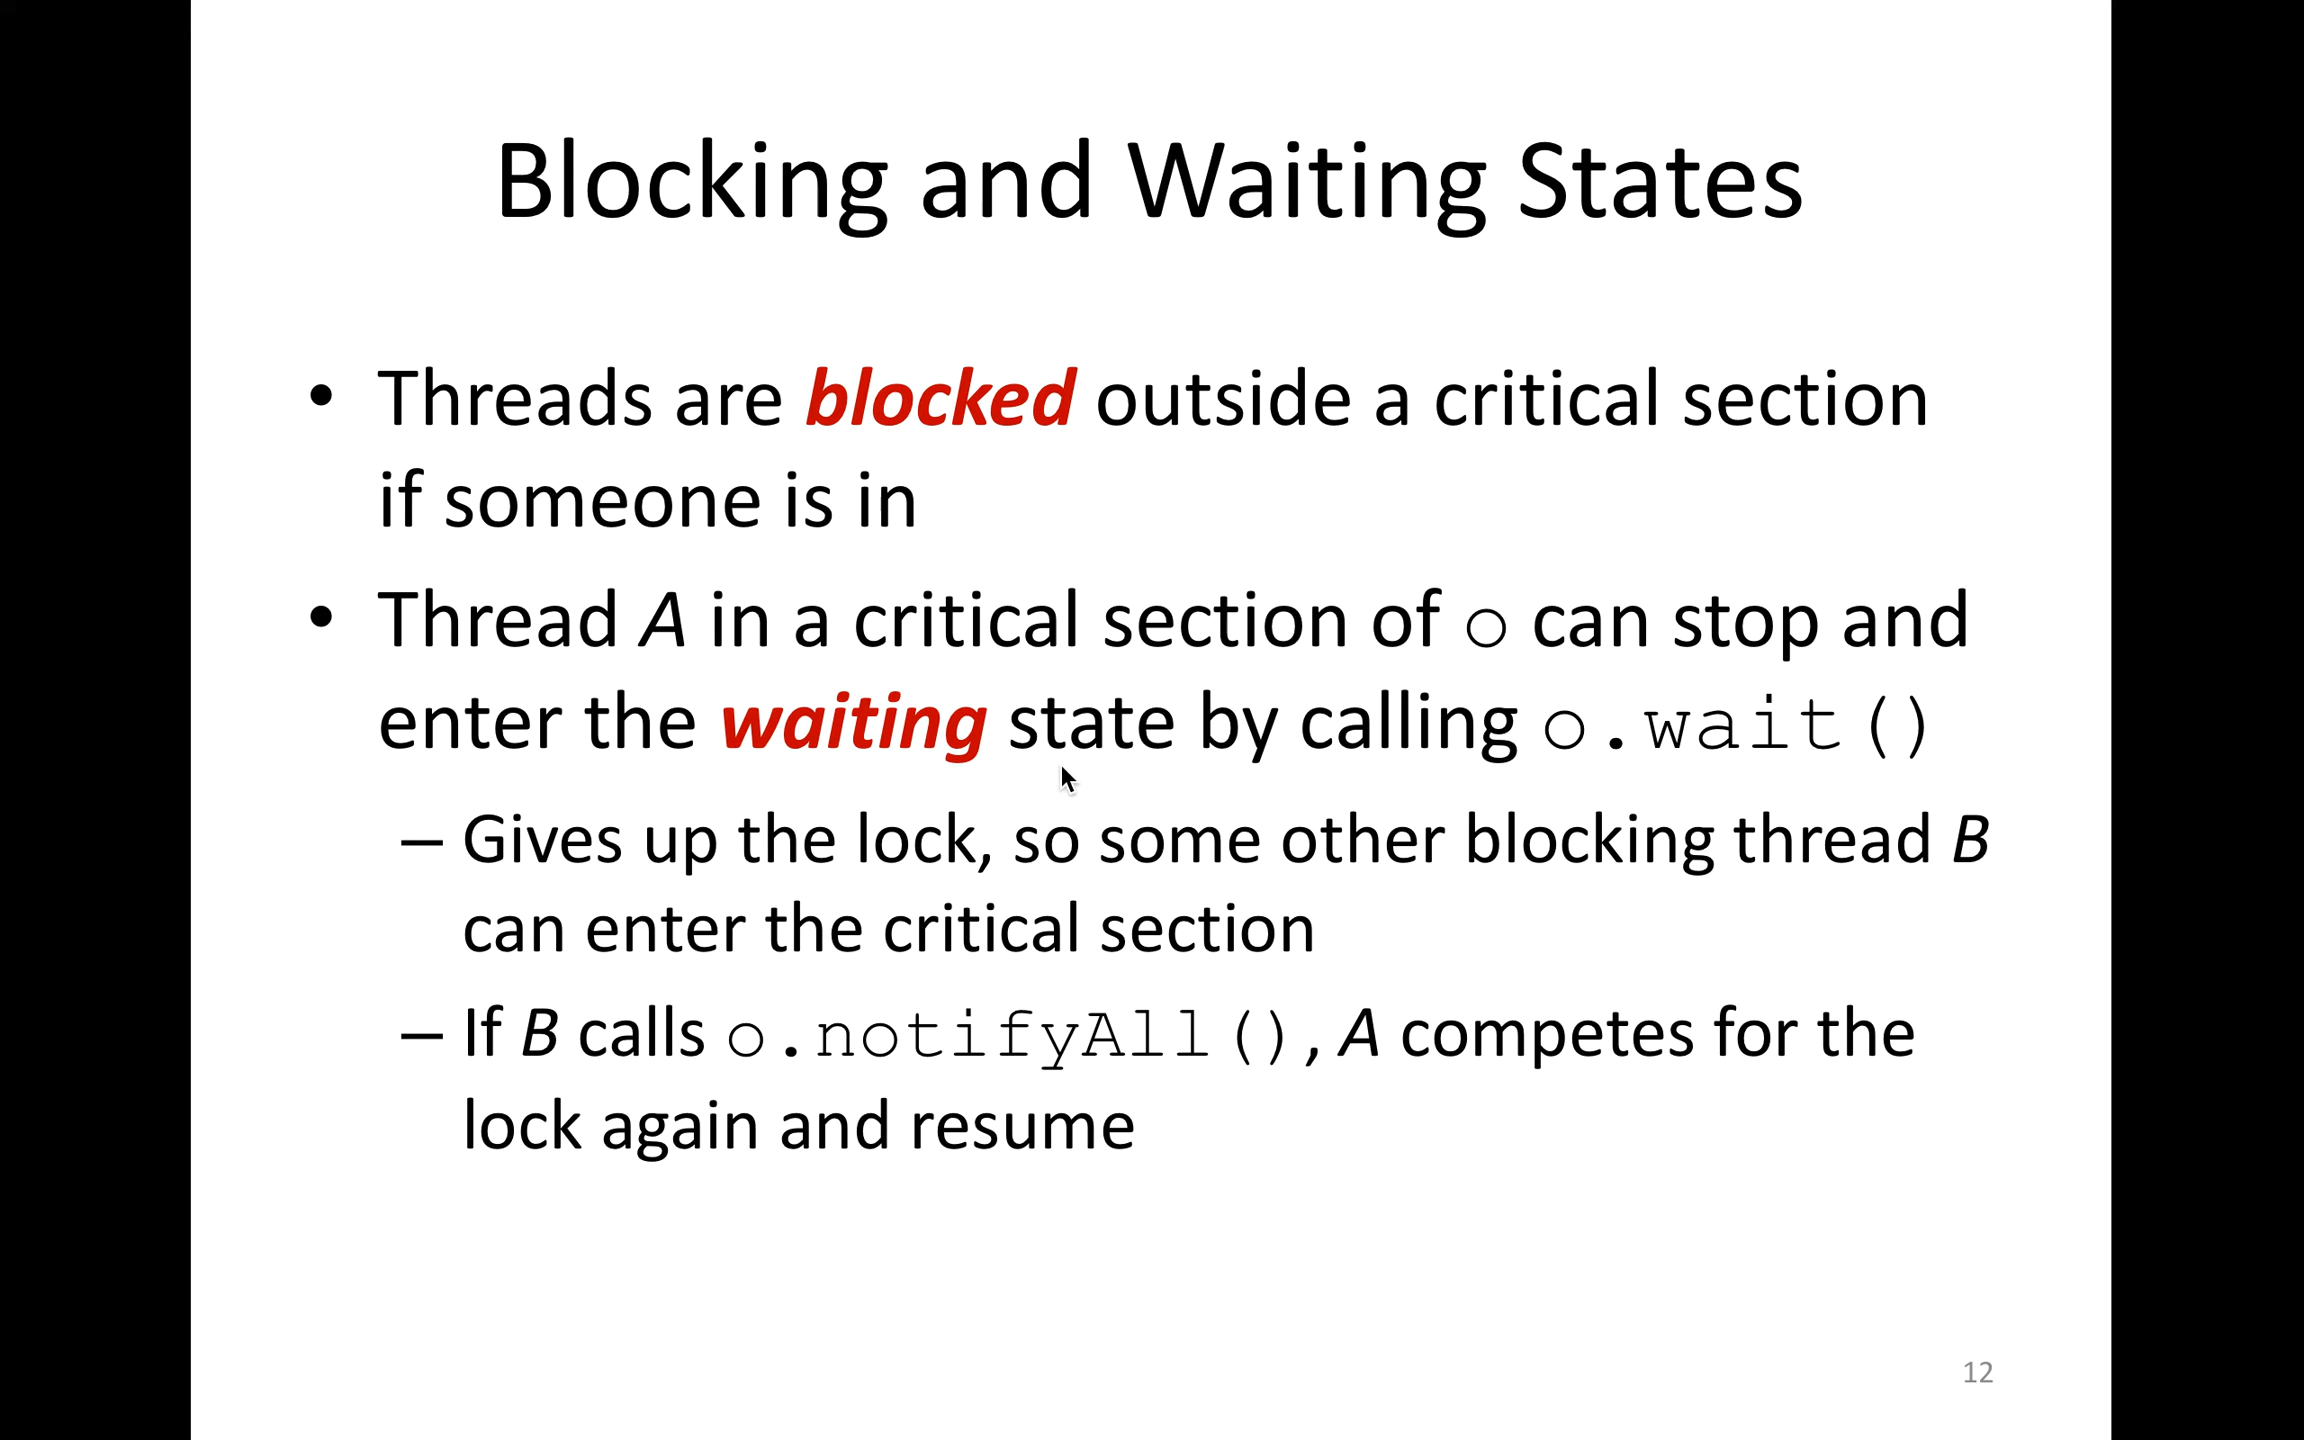 Blocking and Waiting States
• Threads are blocked outside a critical section
if someone is in
• Thread A in a critical section of o can stop and
enter the waiting state by calling o.wait()
– Gives up the lock, so some other blocking thread B
can enter the critical section
– If B calls o.notifyAll(), A competes for the
lock again and resume
12